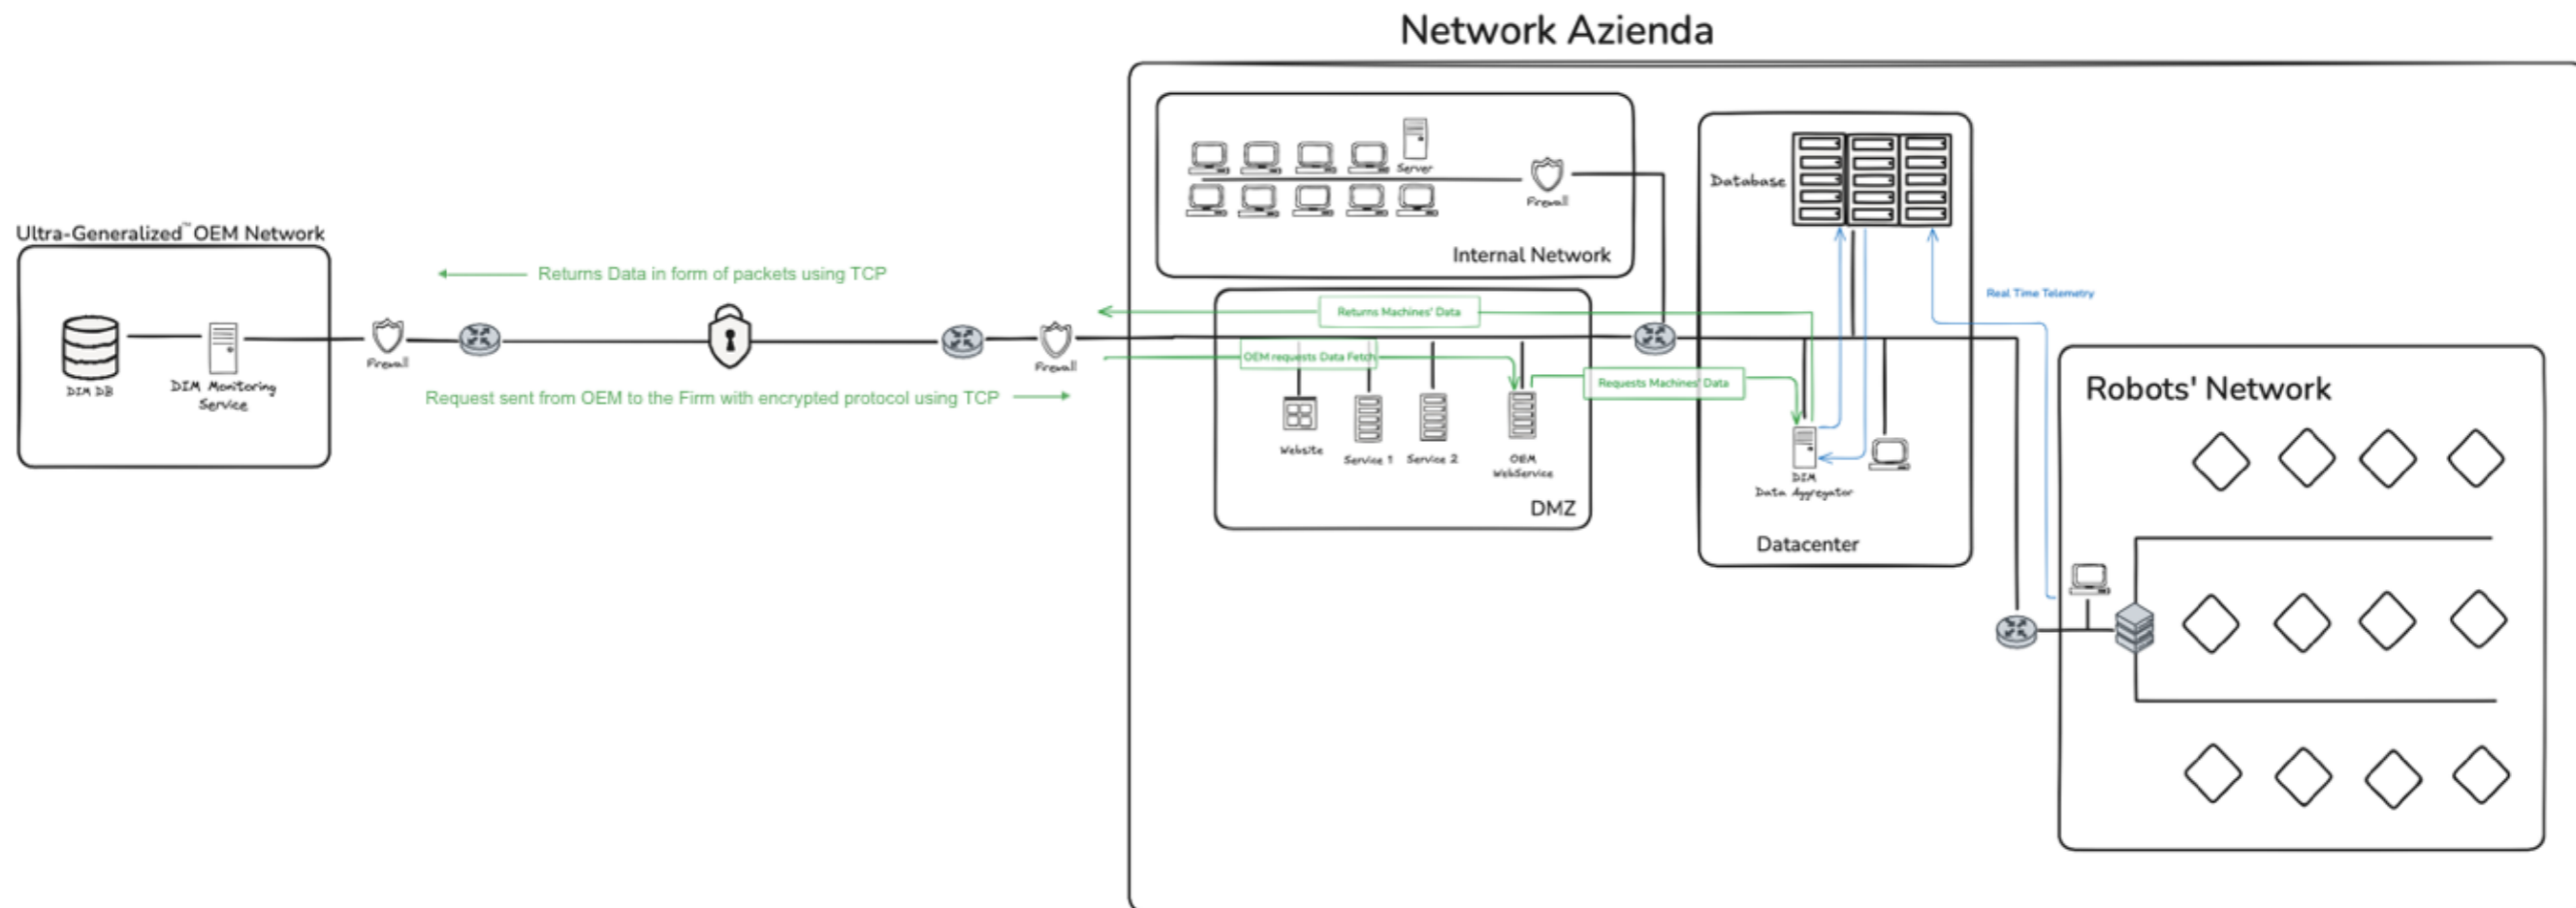 Network Azienda
Server
Firewall
Internal Network
Database
Ultra-Generalized™ OEM Network
DIM DB
DIM Monitoring
Service
Firewall
Returns Data in form of packets using TCP
Request sent from OEM to the Firm with encrypted protocol using TCP
Firewall
Returns Machines' Data
OEM requests Data Fetch
Requests Machines' Data
Website
Service 1
Service 2
OEM
WebService
DMZ
DIM
Data Aggregator
Datacenter
Real Time Telemetry
Robots' Network